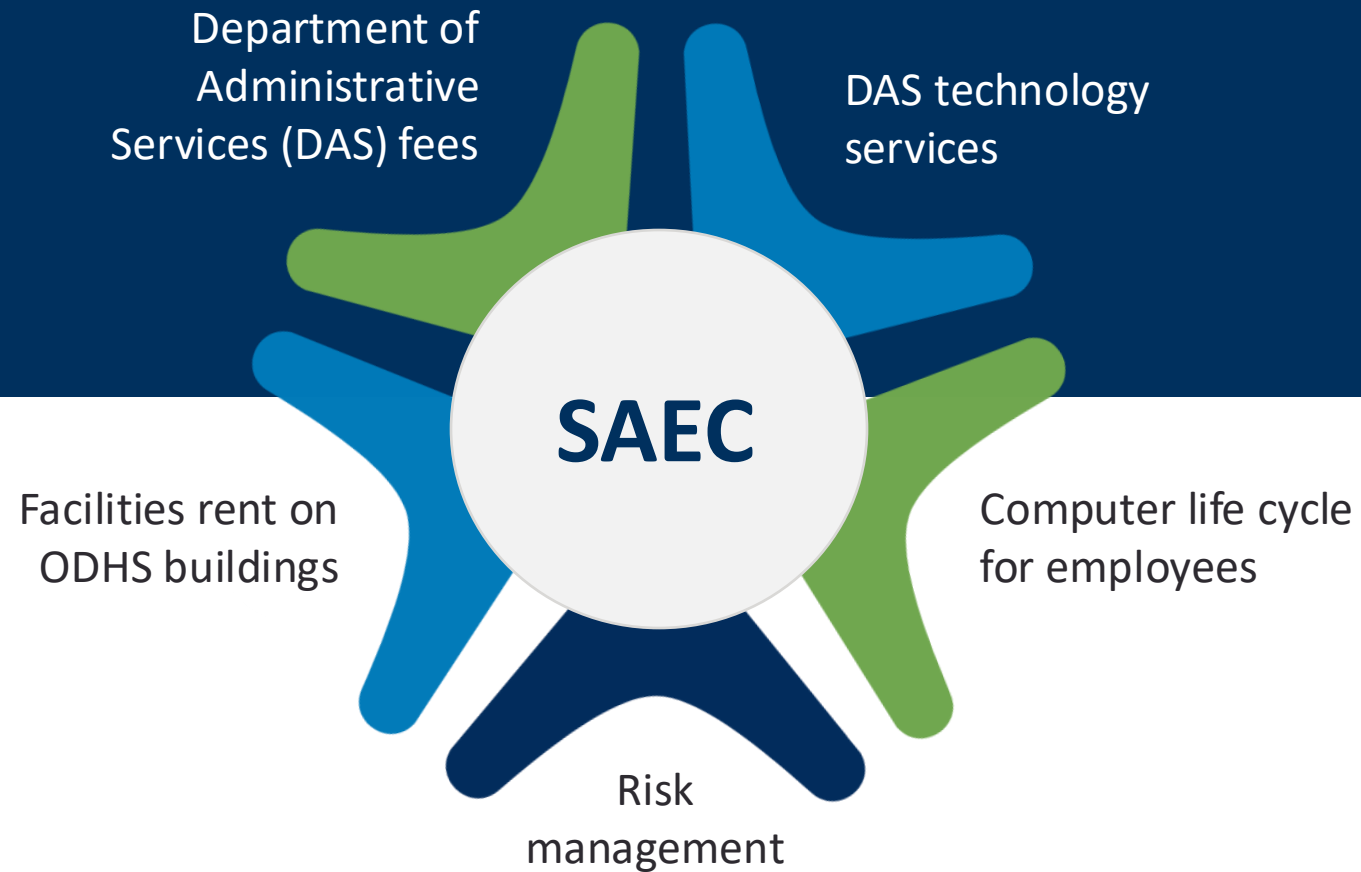 Department of
Administrative
Services (DAS) fees
DAS technology
services
SAEC
Facilities rent on
ODHS buildings
Computer life cycle
for employees
Risk
management